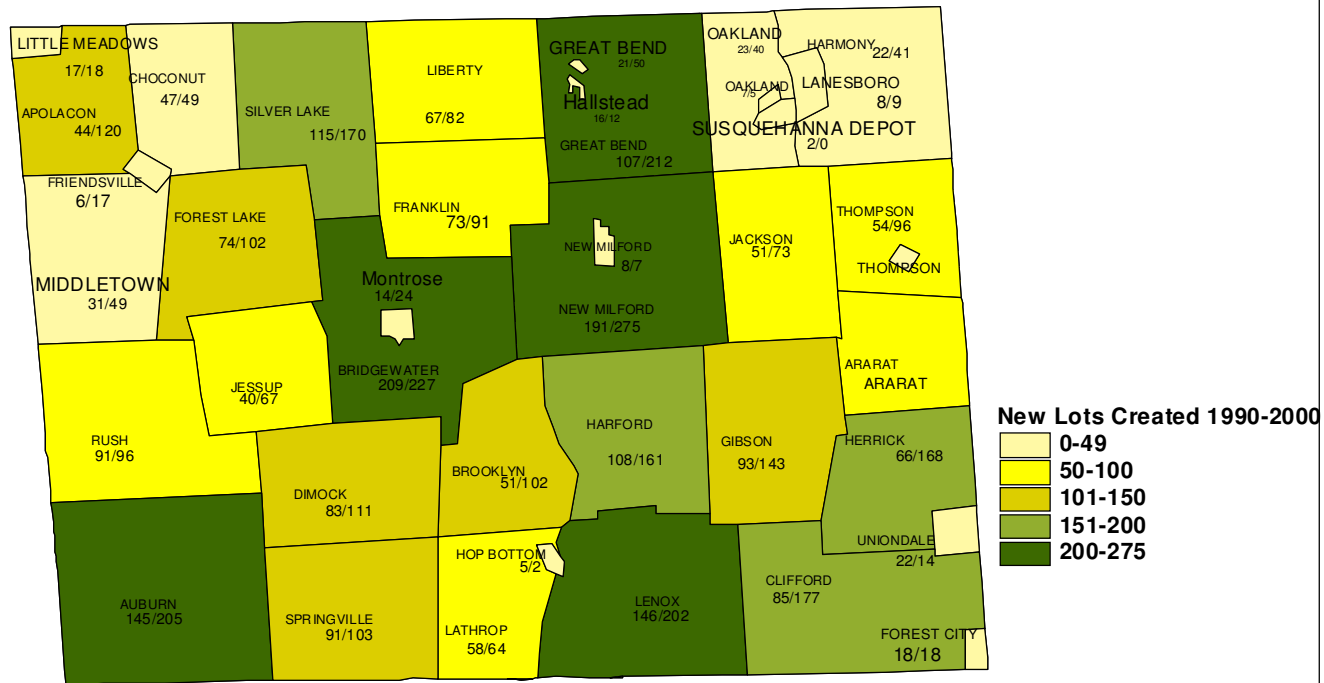 LITTLE MEADOWS
17/18
APOLACON
44/120
CHOCONUT
47/49
FRIENDSVILLE
6/17
SILVER LAKE
115/170
LIBERTY
67/82
FRANKLIN
73/91
GREAT BEND
21/50
Hallstead
16/12
GREAT BEND
107/212
OAKLAND
23/40
HARMONY
22/41
OAKLAND
7/5
LANESBORO
8/9
SUSQUEHANNA DEPOT
2/0
MIDDLETOWN
31/49
FOREST LAKE
74/102
Montrose
14/24
BRIDGEWATER
209/227
NEW MILFORD
8/7
NEW MILFORD
191/275
JACKSON
51/73
THOMPSON
54/96
THOMPSON
ARARAT
ARARAT
JESSUP
40/67
RUSH
91/96
DIMOCK
83/111
BROOKLYN
51/102
HARFORD
108/161
GIBSON
93/143
HERRICK
66/168
UNIONDALE
22/14
AUBURN
145/205
SPRINGVILLE
91/103
HOP BOTTOM
5/2
LATHROP
58/64
LENOX
146/202
CLIFFORD
85/177
FOREST CITY
18/18
New Lots Created 1990-2000
0-49
50-100
101-150
151-200
200-275